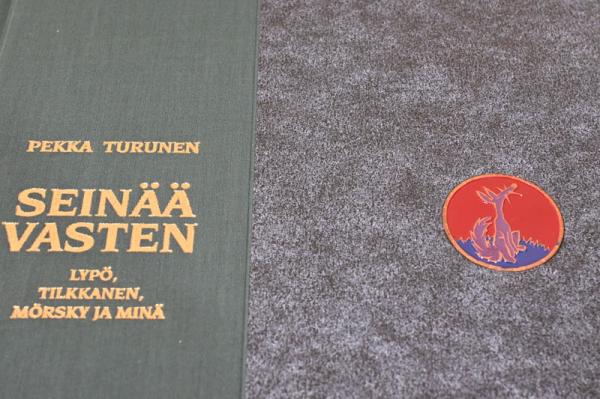 PEKKA TURUNEN
SEINÄÄ
VASTEN
LYPÖ,
TILKKANEN,
MÖRSKY JA MINÄ